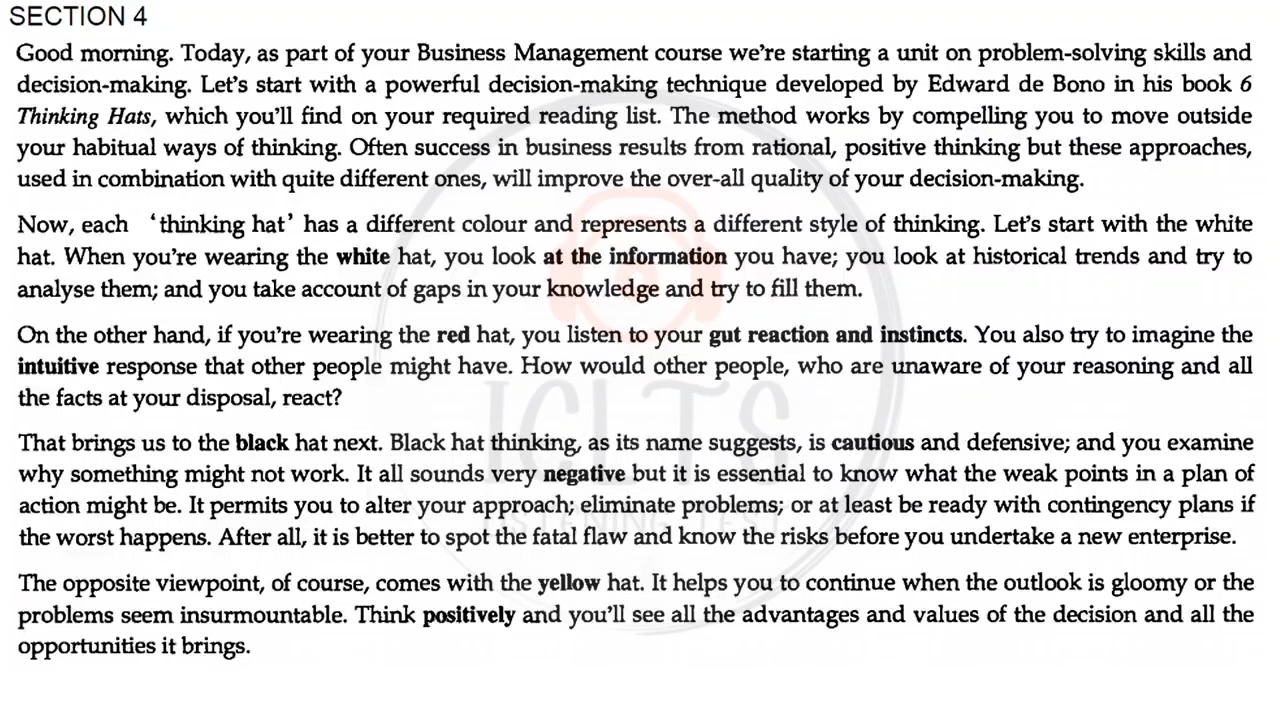 SECTION 4
Good morning. Today, as part of your Business Management course we're starting a unit on problem-solving skills and
decision-making. Let's start with a powerful decision-making technique developed by Edward de Bono in his book 6
Thinking Hats, which you'll find on your required reading list. The method works by compelling you to move outside
your habitual ways of thinking. Often success in business results from rational, positive thinking but these approaches,
used in combination with quite different ones, will improve the over-all quality of your decision-making.
Now, each 'thinking hat' has a different colour and represents a different style of thinking. Let's start with the white
hat. When you're wearing the white hat, you look at the information you have; you look at historical trends and try to
analyse them; and you take account of gaps in your knowledge and try to fill them.
On the other hand, if you're wearing the red hat, you listen to your gut reaction and instincts. You also try to imagine the
intuitive response that other people might have. How would other people, who are unaware of your reasoning and all
the facts at your disposal, react?
That brings us to the black hat next. Black hat thinking, as its name suggests, is cautious and defensive; and you examine
why something might not work. It all sounds very negative but it is essential to know what the weak points in a plan of
action might be. It permits you to alter your approach; eliminate problems; or at least be ready with contingency plans if
the worst happens. After all, it is better to spot the fatal flaw and know the risks before you undertake a new enterprise.
The opposite viewpoint, of course, comes with the yellow hat. It helps you to continue when the outlook is gloomy or the
problems seem insurmountable. Think positively and you'll see all the advantages and values of the decision and all the
opportunities it brings.
IELTS
LISTENING TEST